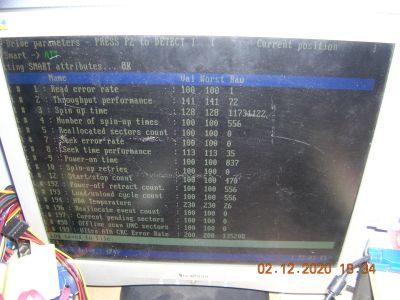 Drive parameters - PRESS F2 to DETECT
Current position
Smart ->
SMART attributes... OK
Name Val Worst Raw
1 : Read error rate : 100 100 1
2 : Throughput performance : 141 141 72
3 : Spin up time : 128 128
4 : Number of spin-up times : 100 100 556
5 : Reallocated sectors count : 100 100 0
7 : Seek error rate : 100 100 0
8 : Seek time performance : 113 113 35
9 : Power-on time : 100 100 837
10 : Spin-up retries : 100 100 0
12 : Start/stop count : 100 100 470
192 : Power-off retract count. : 100 100 556
193 : Load/unload cycle count : 100 100 556
194 : HDA Temperature : 230 230 26
196 : Reallocate event count : 100 100 0
197 : Current pending sectors : 100 100 0
198 : Offline scan UNC sectors : 100 100 0
199 : Ultra ATA CRC Error Rate : 200 200
02.12.2020 18:34